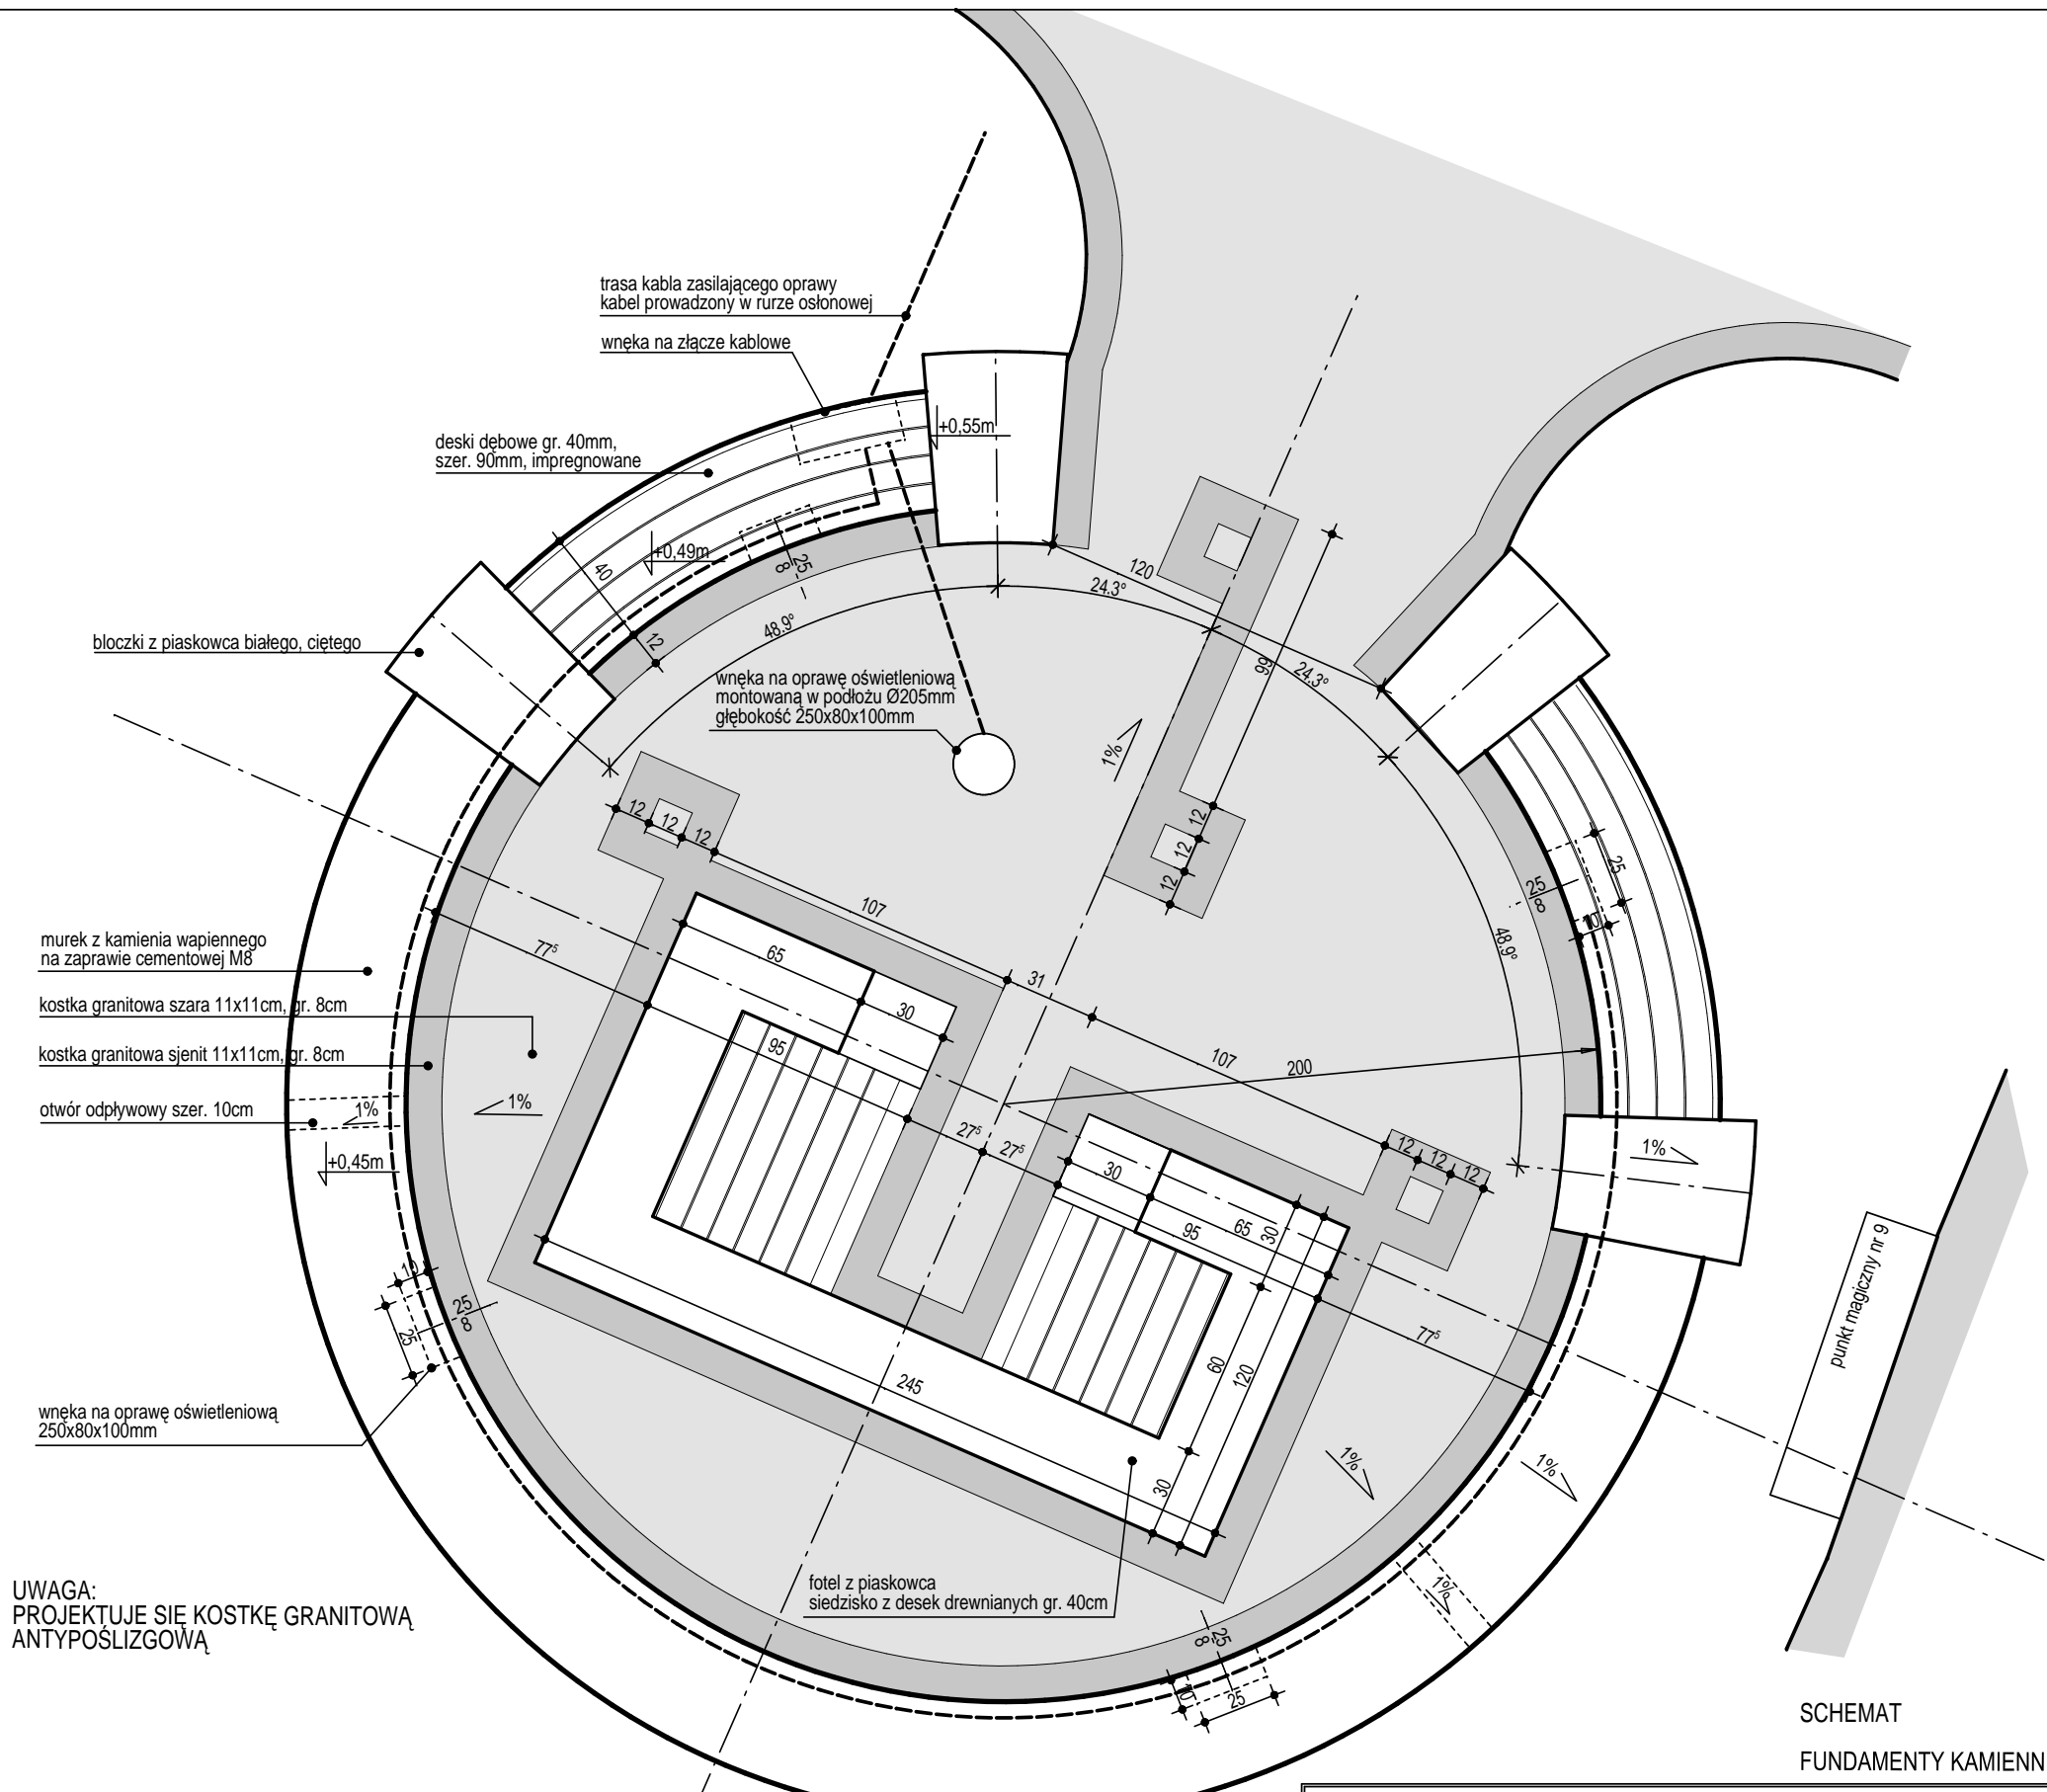 trasa kabla zasilającego oprawy
kabel prowadzony w rurze osłonowej
wnęka na złącze kablowe
+0,55m
deski dębowe gr. 40mm,
szer. 90mm, impregnowane
+0,49m
40
12
25
8
120
24.3°
24.3°
48.9°
99
bloczki z piaskowca białego, ciętego
wnęka na oprawę oświetleniową
montowaną w podłożu Ø205mm
głębokość 250x80x100mm
1%
12
12
12
12
12
12
107
77⁵
65
30
95
31
107
200
25
25
8
10
48.9°
murek z kamienia wapiennego
na zaprawie cementowej M8
kostka granitowa szara 11x11cm, gr. 8cm
kostka granitowa sjenit 11x11cm, gr. 8cm
otwór odpływowy szer. 10cm
1%
1%
+0,45m
27⁵
27⁵
30
65
95
30
12
12
12
1%
60
120
30
77⁵
245
10
25
25
8
wnęka na oprawę oświetleniową
250x80x100mm
punkt magiczny nr 9
1%
1%
1%
fotel z piaskowca
siedzisko z desek drewnianych gr. 40cm
UWAGA:
PROJEKTUJE SIĘ KOSTKĘ GRANITOWĄ
ANTYPOŚLIZGOWĄ
25
8
10
25
SCHEMAT
FUNDAMENTY KAMIENN